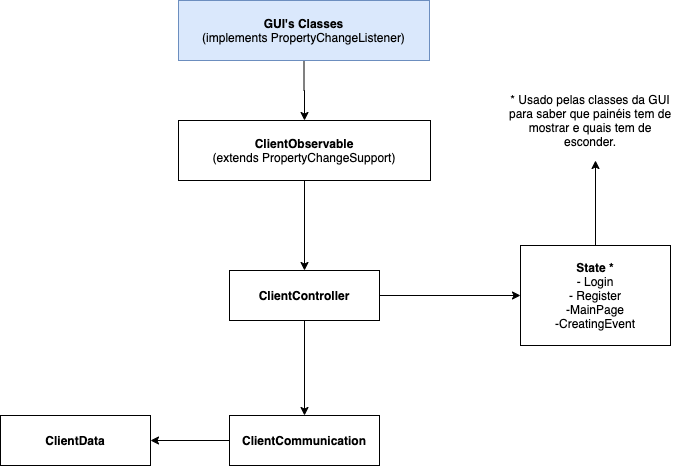 GUI's Classes
(implements PropertyChangeListener)
* Usado pelas classes da GUI
para saber que painéis tem de
mostrar e quais tem de
esconder.
ClientObservable
(extends PropertyChangeSupport)
State *
- Login
- Register
-MainPage
-CreatingEvent
ClientController
ClientData
ClientCommunication